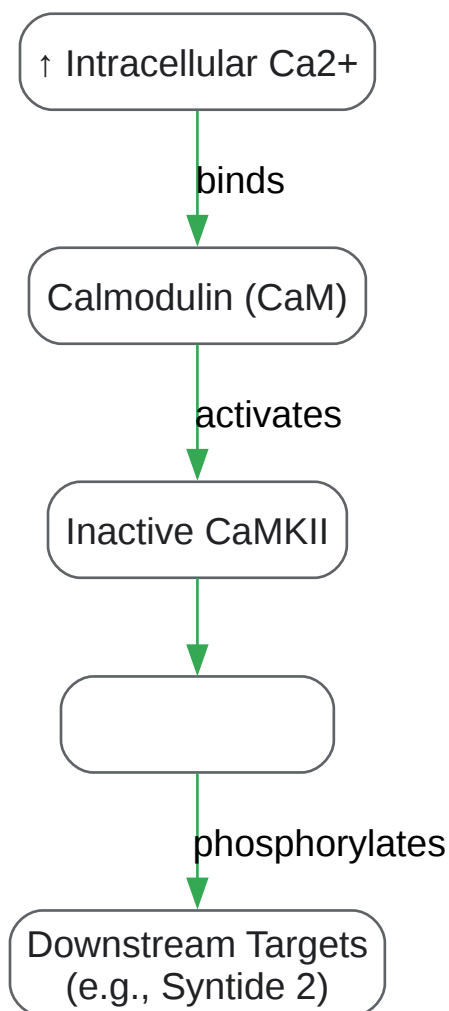 ↑ Intracellular Ca2+
binds
Calmodulin (CaM)
activates
Inactive CaMKII
phosphorylates
Downstream Targets
(e.g., Syntide 2)